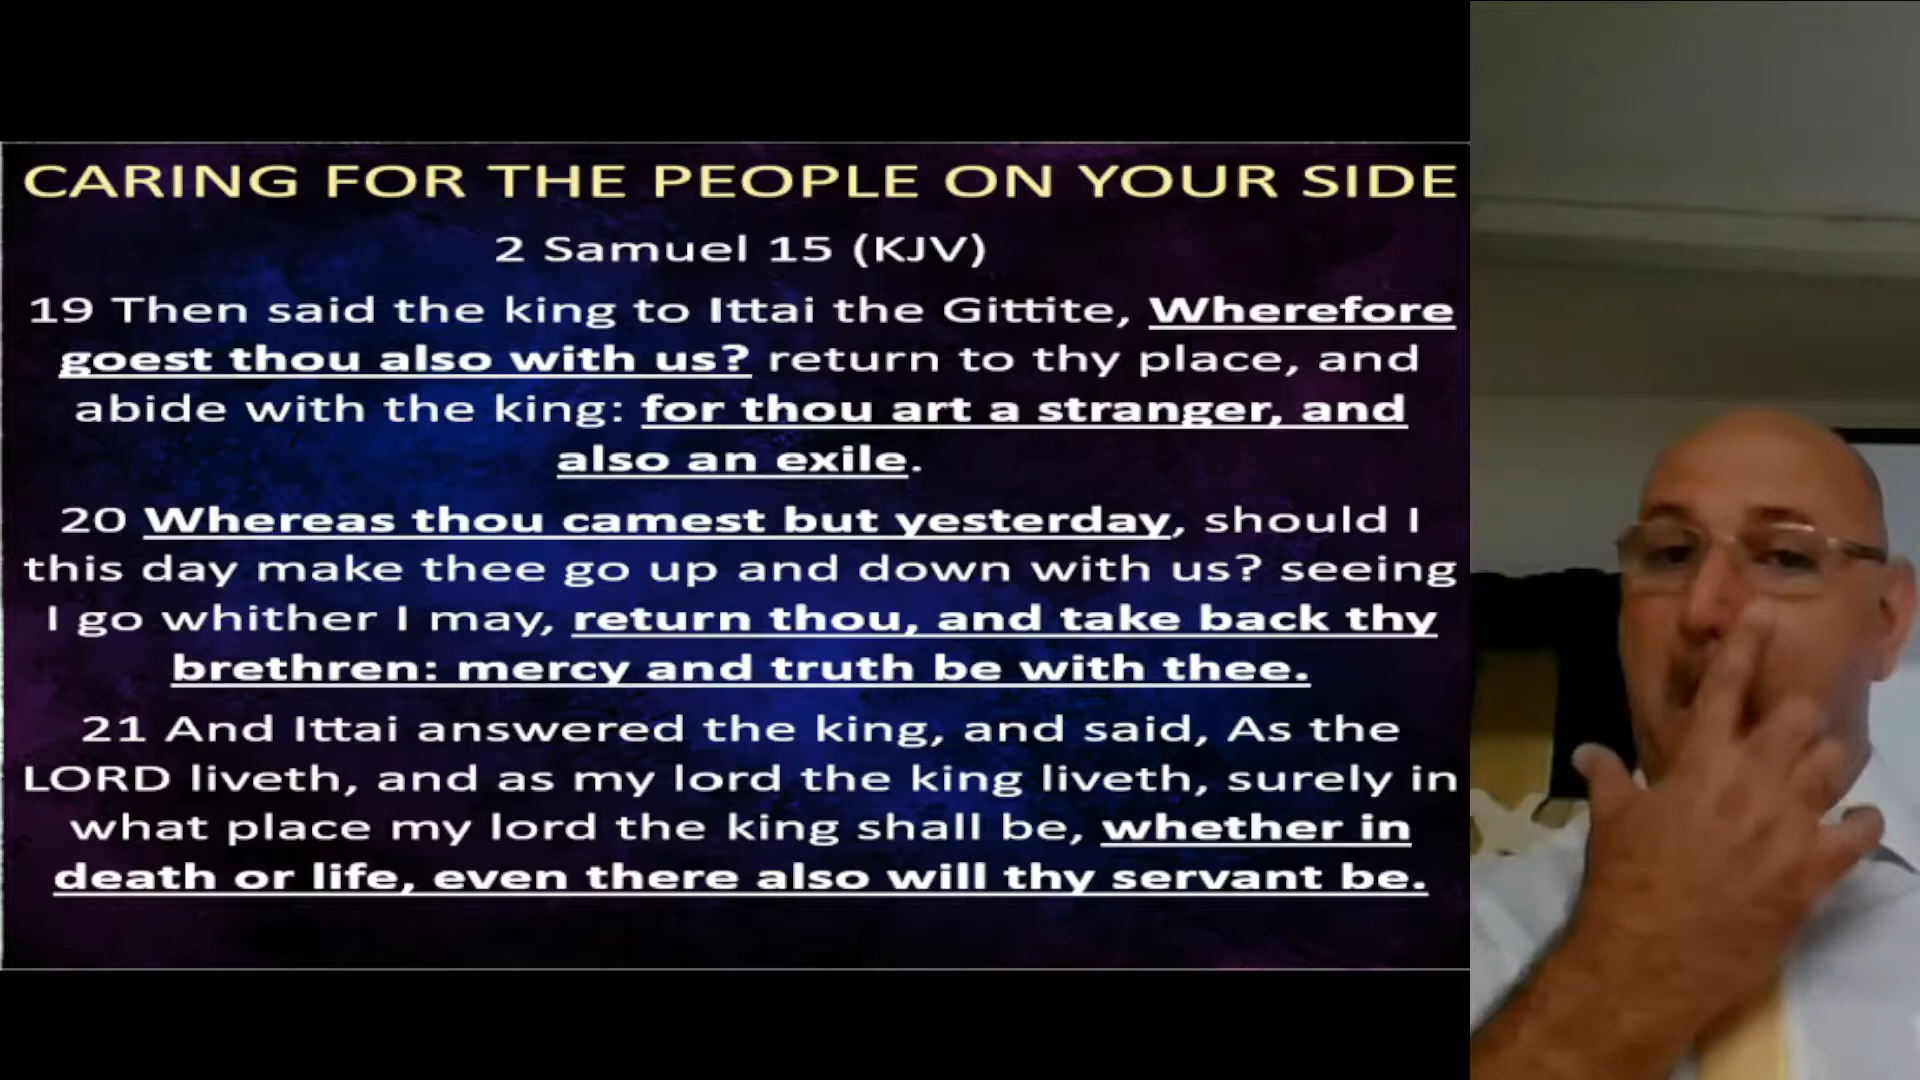 CARING FOR THE PEOPLE ON YOUR SIDE
2 Samuel 15 (KJV)
19 Then said the king to Ittai the Gittite, Wherefore
goest thou also with us? return to thy place, and
abide with the king: for thou art a stranger, and
also an exile.
20 Whereas thou camest but yesterday, should I
this day make thee go up and down with us? seeing
I go whither I may, return thou, and take back thy
brethren: mercy and truth be with thee.
21 And Ittai answered the king, and said, As the
LORD liveth, and as my lord the king liveth, surely in
what place my lord the king shall be, whether in
death or life, even there also will thy servant be.